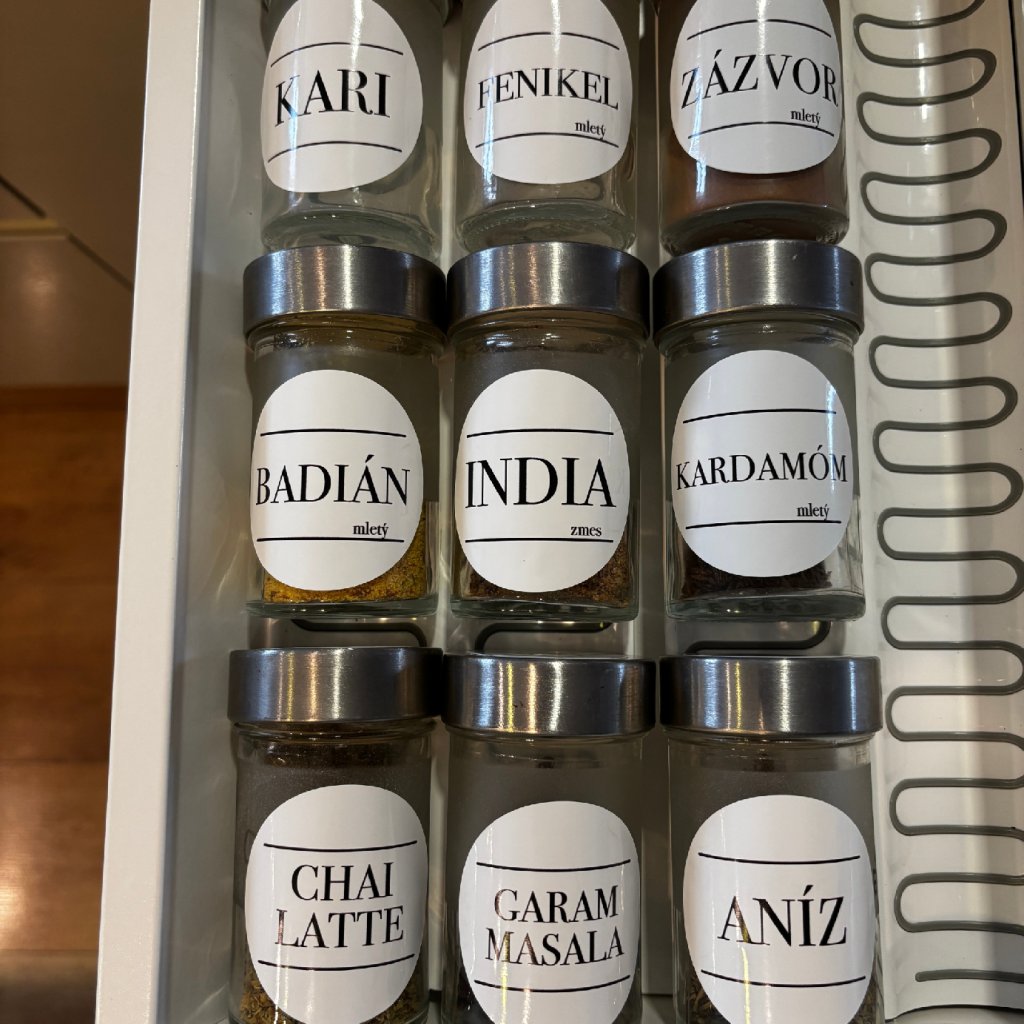 KARI
FENIKEL
mletý
ZÁZVOR
mletý
BADIÁN
mletý
INDIA
zmes
KARDAMÓM
mletý
CHAI
LATTE
GARAM
MASALA
ANÍZ